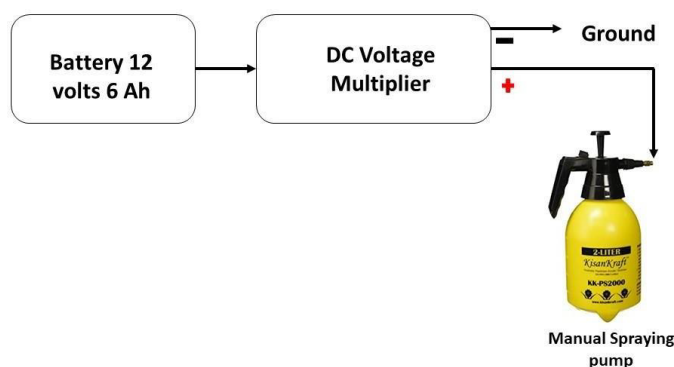 Battery 12
volts 6 Ah
DC Voltage
Multiplier
−
Ground
+
2-LITER
KisanKraft
KK-PS2000
Manual Spraying
pump